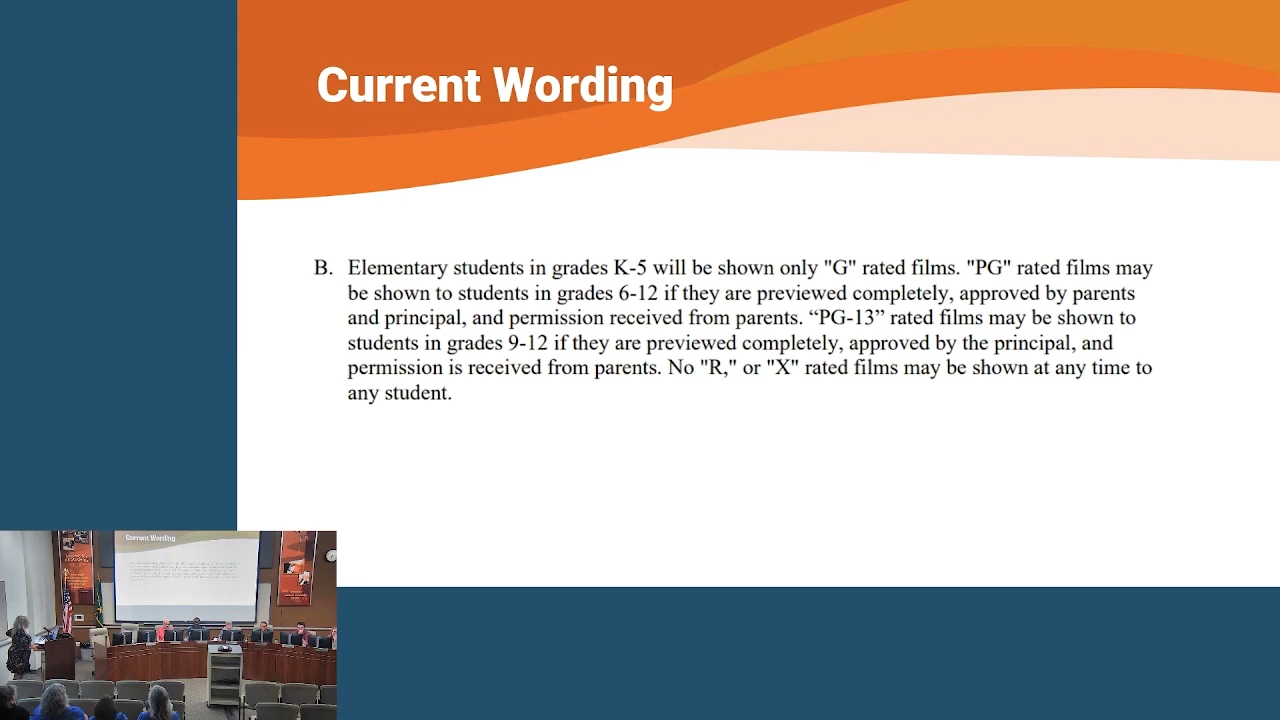 Current Wording
B. Elementary students in grades K-5 will be shown only "G" rated films. "PG" rated films may
be shown to students in grades 6-12 if they are previewed completely, approved by parents
and principal, and permission received from parents. “PG-13” rated films may be shown to
students in grades 9-12 if they are previewed completely, approved by the principal, and
permission is received from parents. No "R," or "X" rated films may be shown at any time to
any student.
Current Wording